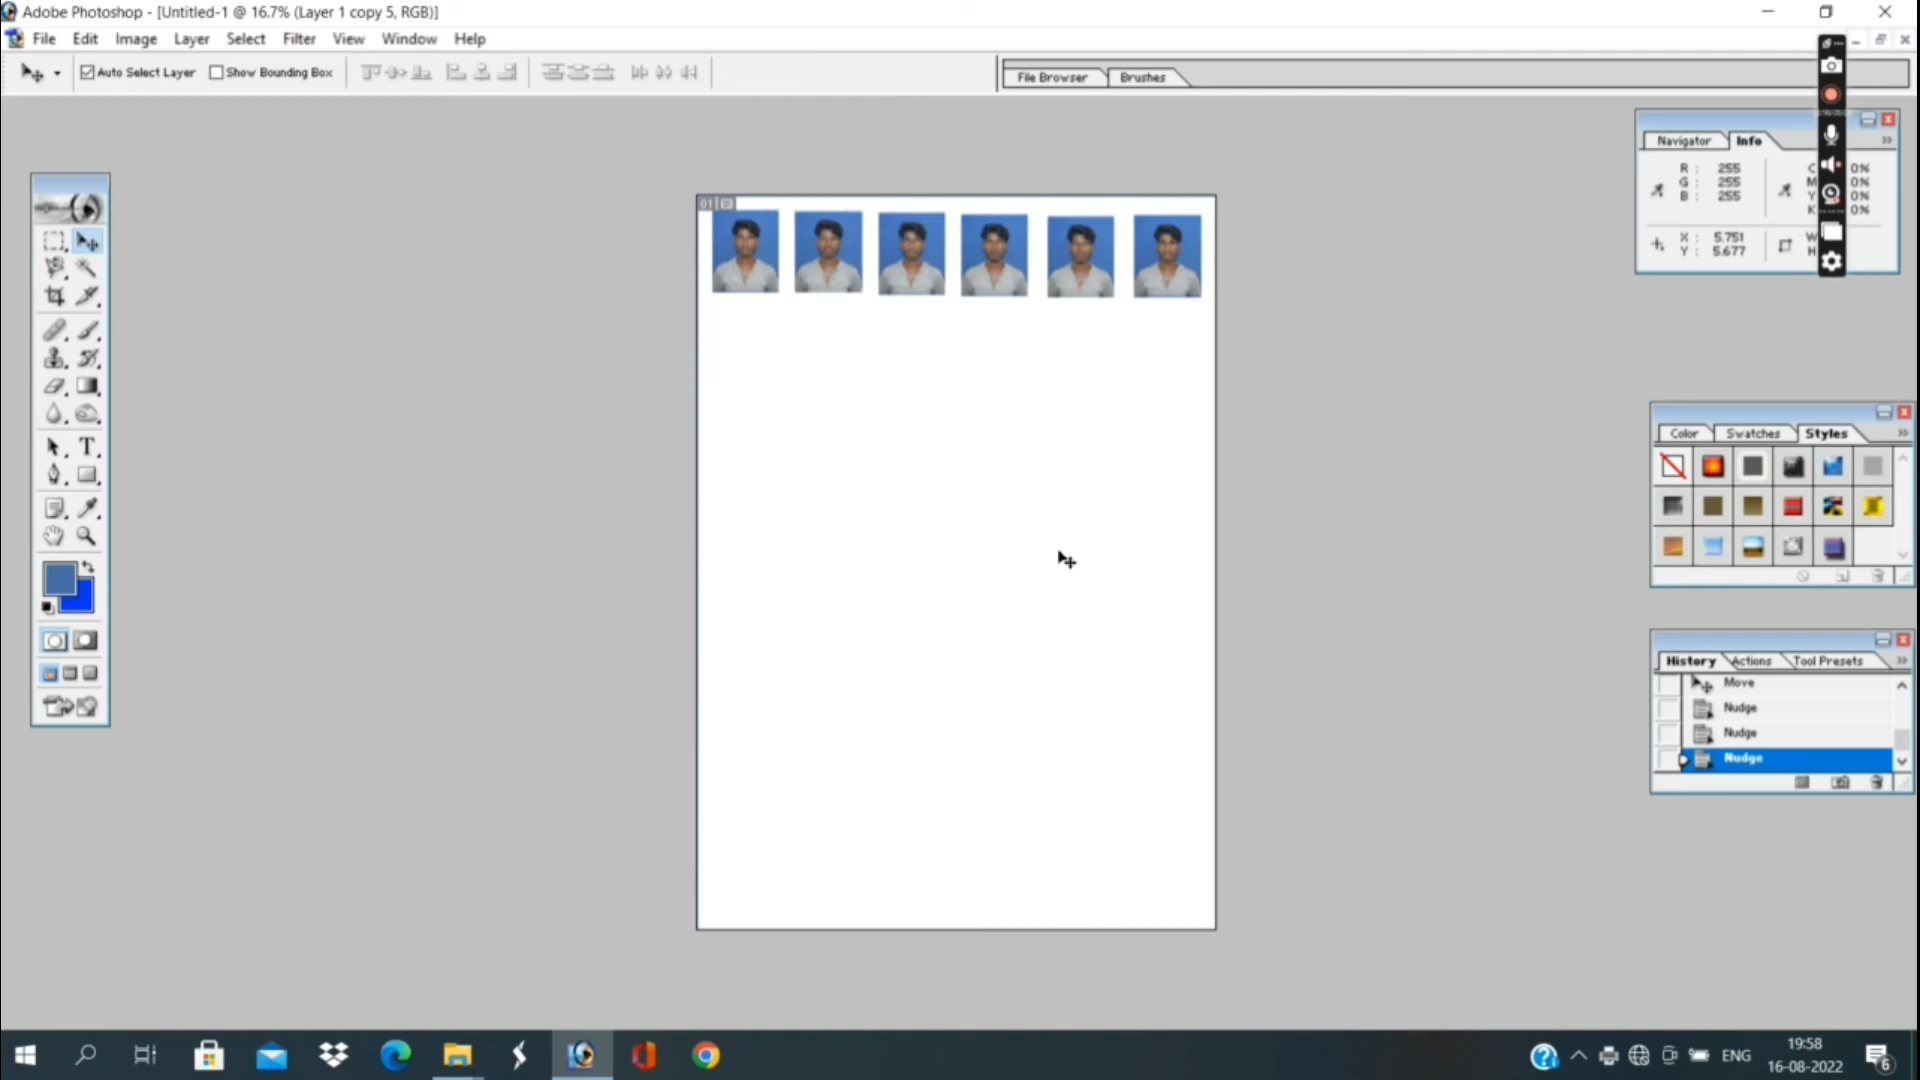 Adobe Photoshop - [Untitled-1 @ 16.7% (Layer 1 copy 5, RGB)]
File Edit Image Layer Select Filter View Window Help
Auto Select Layer Show Bounding Box
File Browser Brushes
Navigator Info
R : 255 C 0%
G : 255 M 0%
B : 255 Y 0%
K 0%
X : 5.751 W
Y : 5.677 H
01
Color Swatches Styles
T
History Actions Tool Presets
Move
Nudge
Nudge
Nudge
ENG
19:58
16-08-2022
6